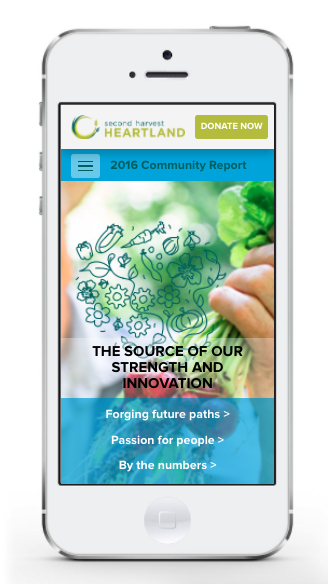 second harvest
HEARTLAND
DONATE NOW
2016 Community Report
THE SOURCE OF OUR
STRENGTH AND
INNOVATION
Forging future paths >
Passion for people >
By the numbers >